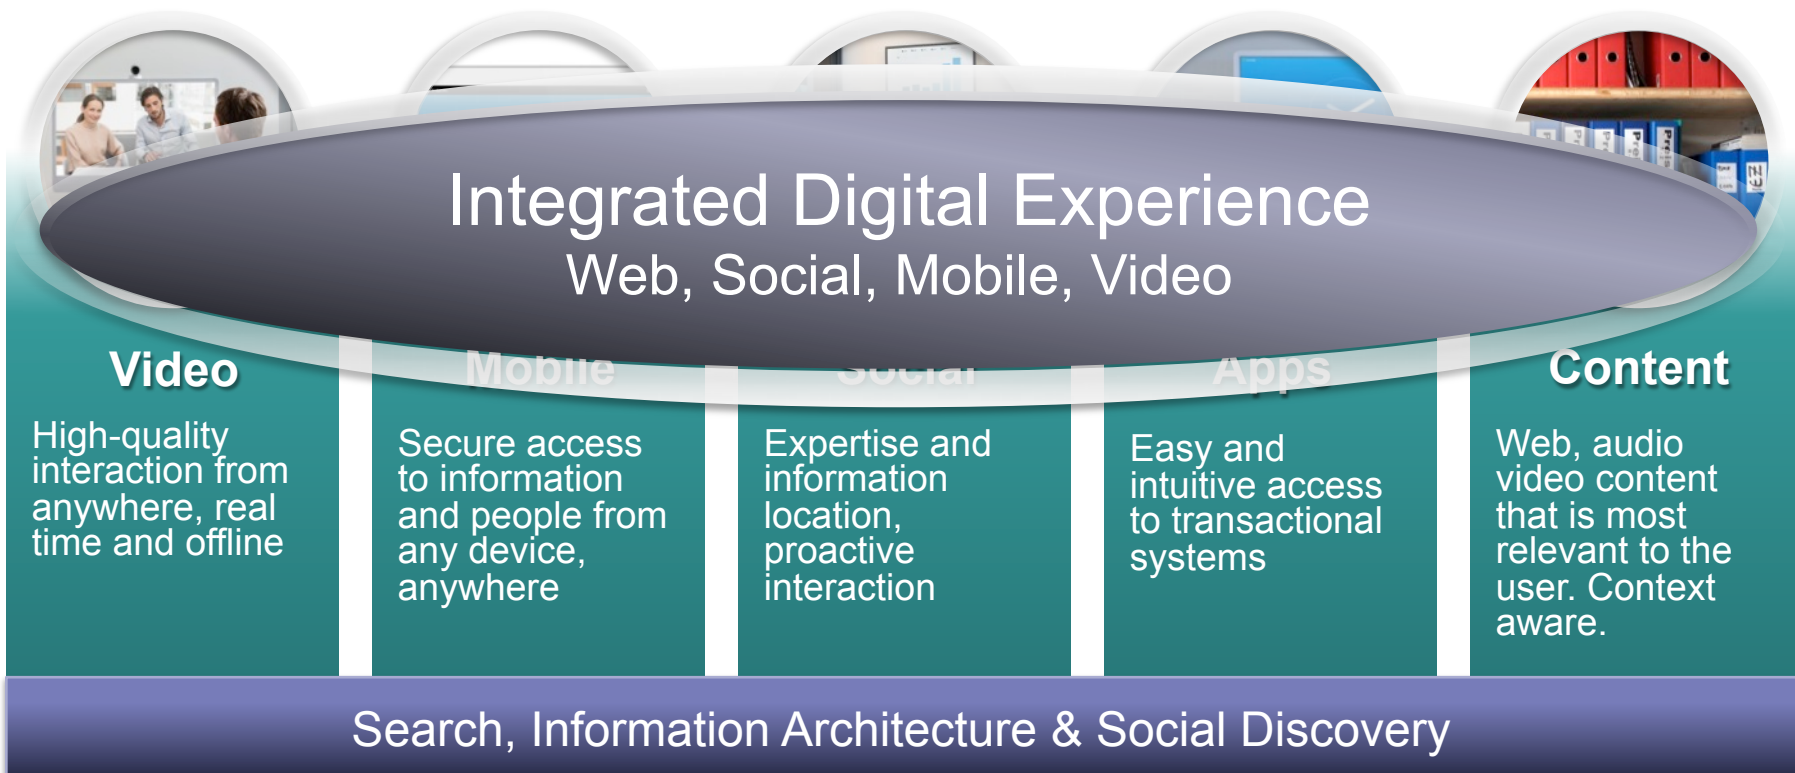 Integrated Digital Experience
Web, Social, Mobile, Video
Video
Mobile
Social
Apps
Content
High-quality
interaction from
anywhere, real
time and offline
Secure access
to information
and people from
any device,
anywhere
Expertise and
information
location,
proactive
interaction
Easy and
intuitive access
to transactional
systems
Web, audio
video content
that is most
relevant to the
user. Context
aware.
Search, Information Architecture & Social Discovery